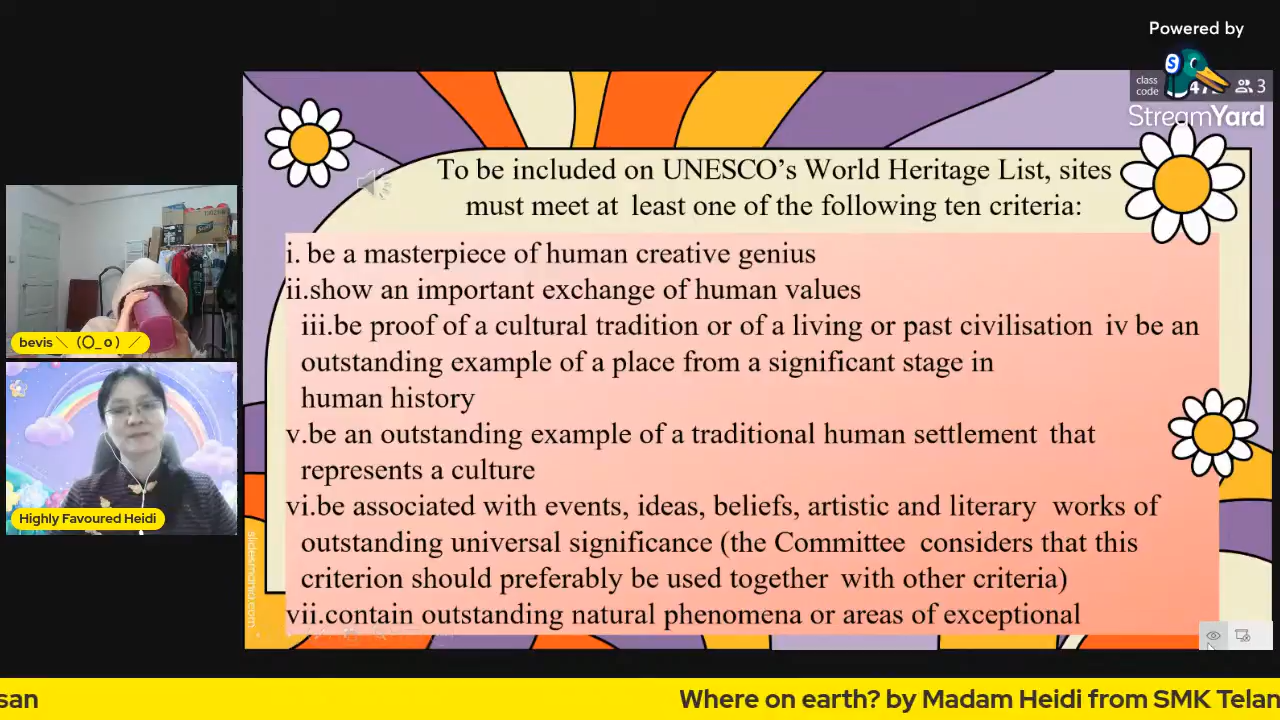 Powered by
class
code
3
StreamYard
To be included on UNESCO's World Heritage List, sites
must meet at least one of the following ten criteria:
i. be a masterpiece of human creative genius
ii.show an important exchange of human values
iii.be proof of a cultural tradition or of a living or past civilisation iv be an
outstanding example of a place from a significant stage in
human history
v.be an outstanding example of a traditional human settlement that
represents a culture
vi.be associated with events, ideas, beliefs, artistic and literary works of
outstanding universal significance (the Committee considers that this
criterion should preferably be used together with other criteria)
vii.contain outstanding natural phenomena or areas of exceptional
bevis＼（〇_ｏ）／
Highly Favoured Heidi
slidesmania.com
san
Where on earth? by Madam Heidi from SMK Telan